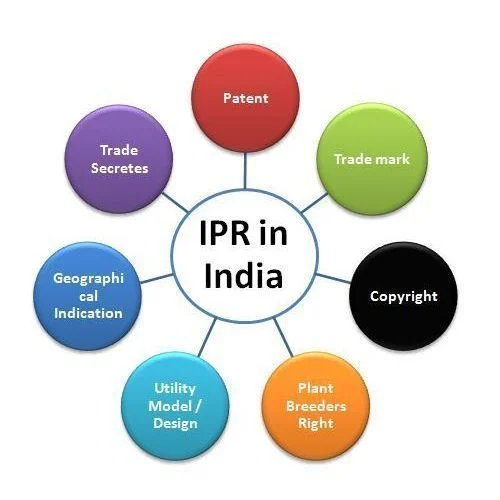 Patent
Trade mark
Copyright
Plant
Breeders
Right
Utility
Model /
Design
Geographi
cal
Indication
Trade
Secretes
IPR in
India